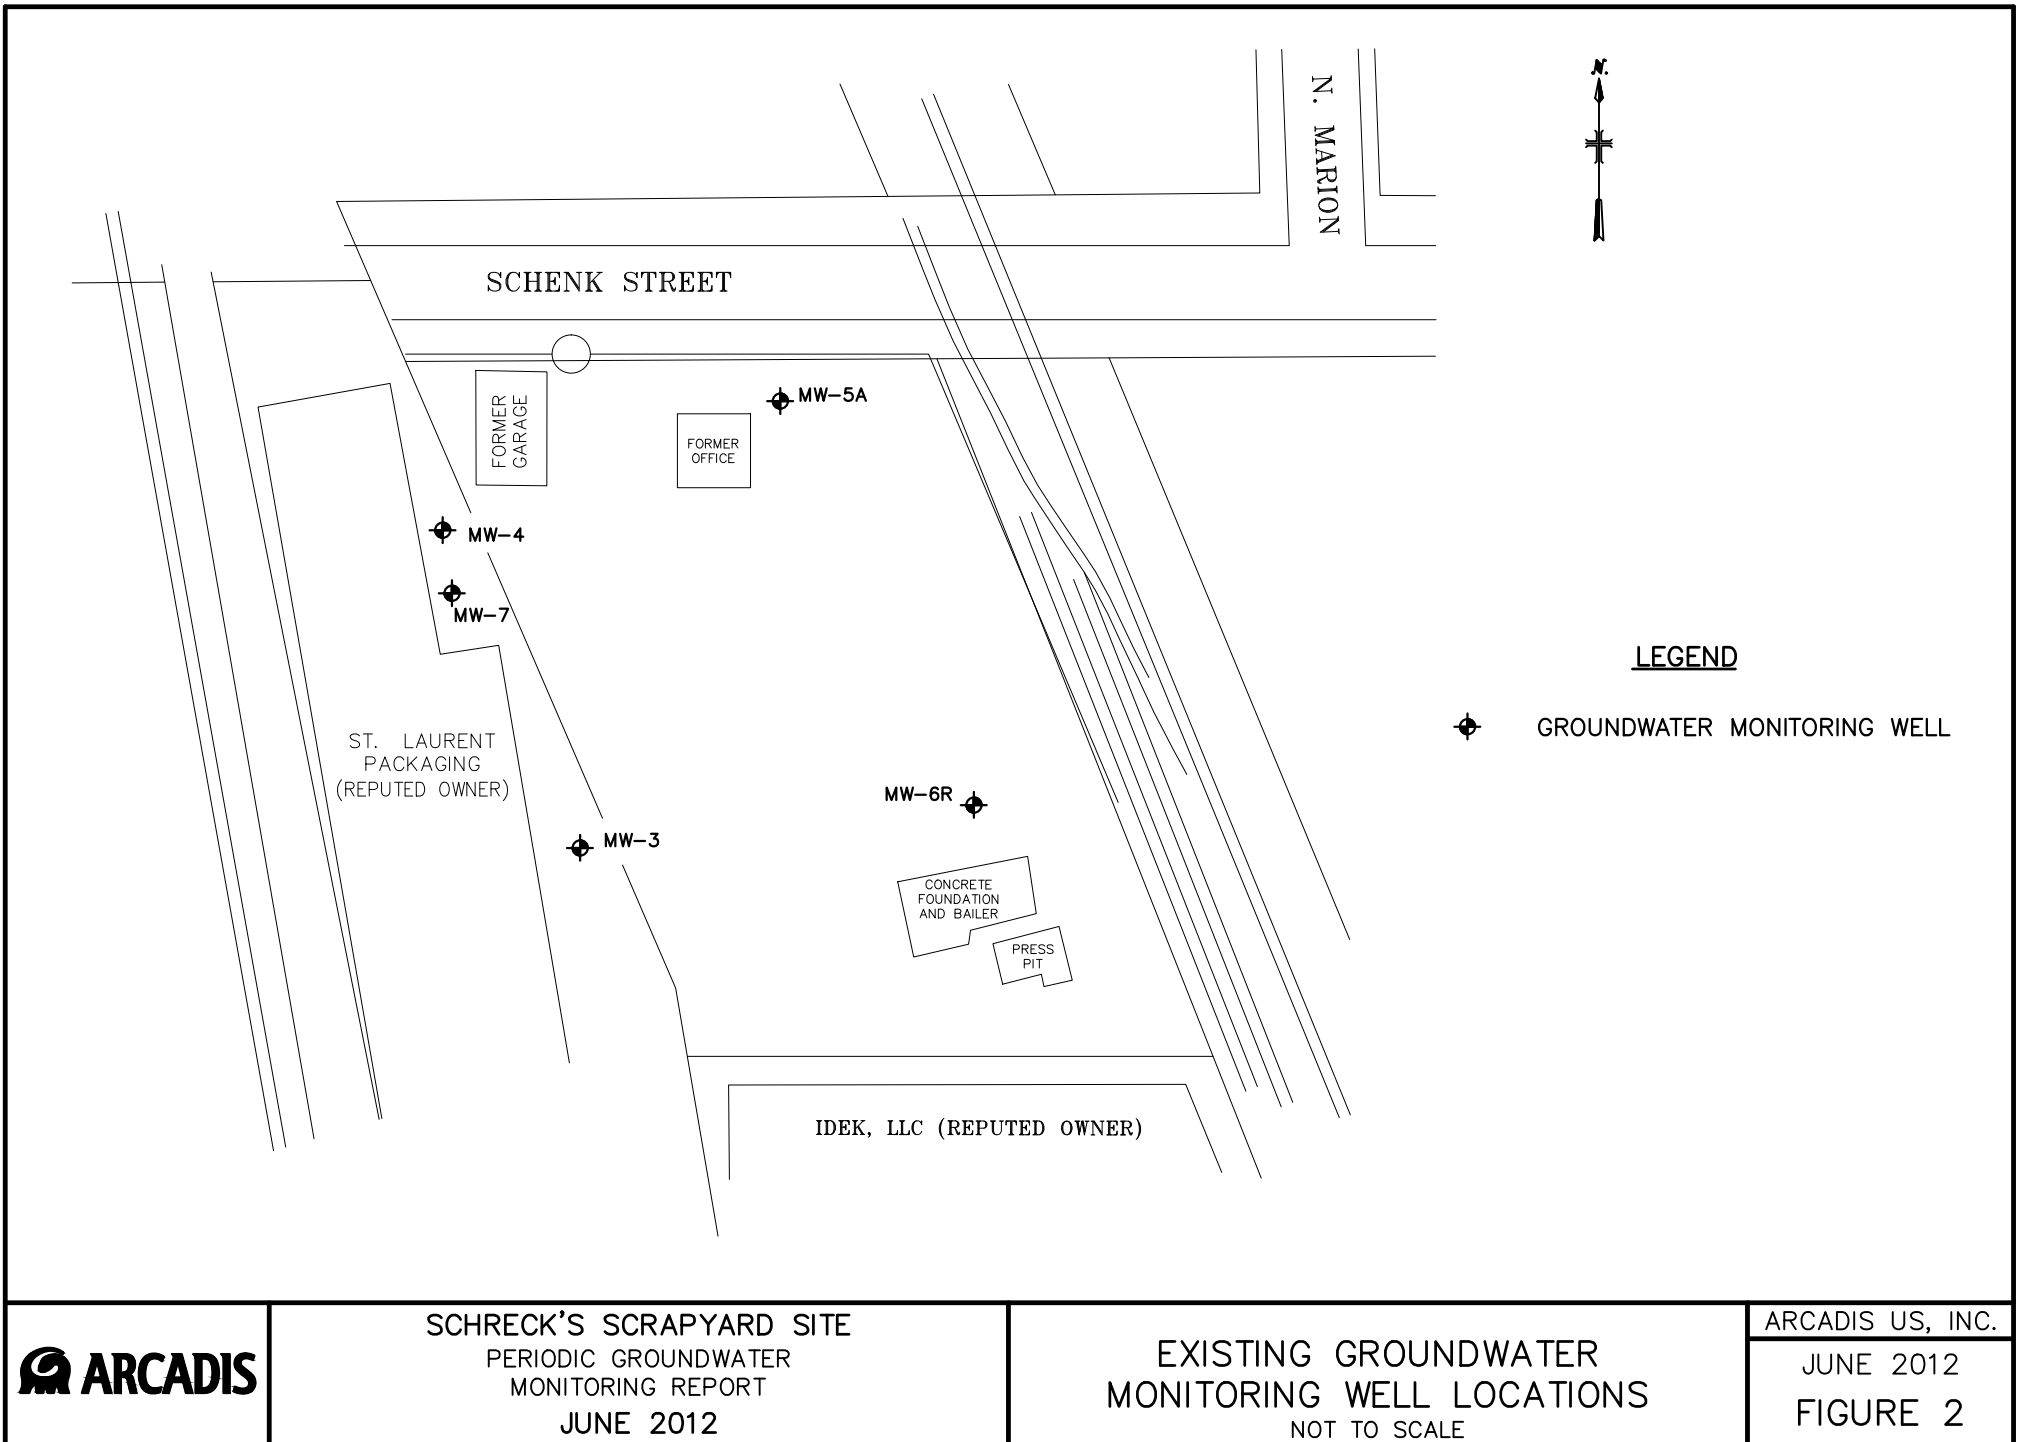 N.
N. MARION
SCHENK STREET
MW-5A
FORMER
GARAGE
FORMER
OFFICE
MW-4
MW-7
LEGEND
GROUNDWATER MONITORING WELL
ST. LAURENT
PACKAGING
(REPUTED OWNER)
MW-6R
MW-3
CONCRETE
FOUNDATION
AND BAILER
PRESS
PIT
IDEK, LLC (REPUTED OWNER)
ARCADIS
SCHRECK'S SCRAPYARD SITE
PERIODIC GROUNDWATER
MONITORING REPORT
JUNE 2012
EXISTING GROUNDWATER
MONITORING WELL LOCATIONS
NOT TO SCALE
ARCADIS US, INC.
JUNE 2012
FIGURE 2